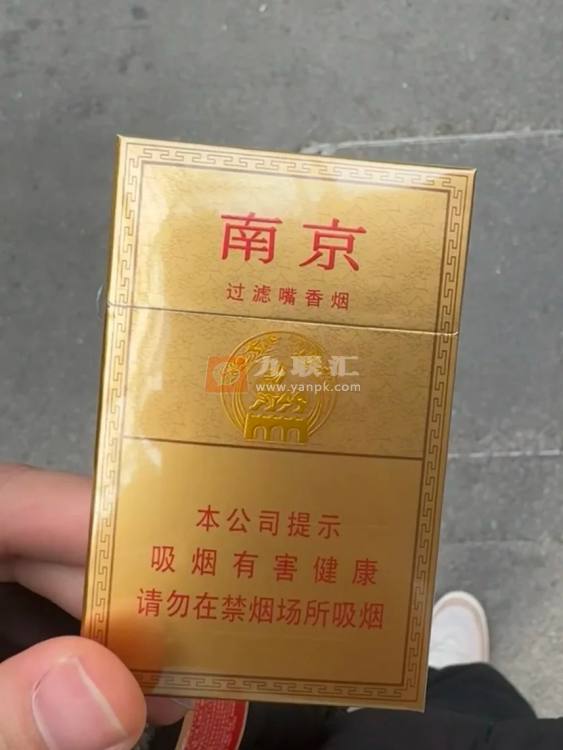 南京
过滤嘴香烟
九联汇
www.yanpk.com
本公司提示
吸烟有害健康
请勿在禁烟场所吸烟